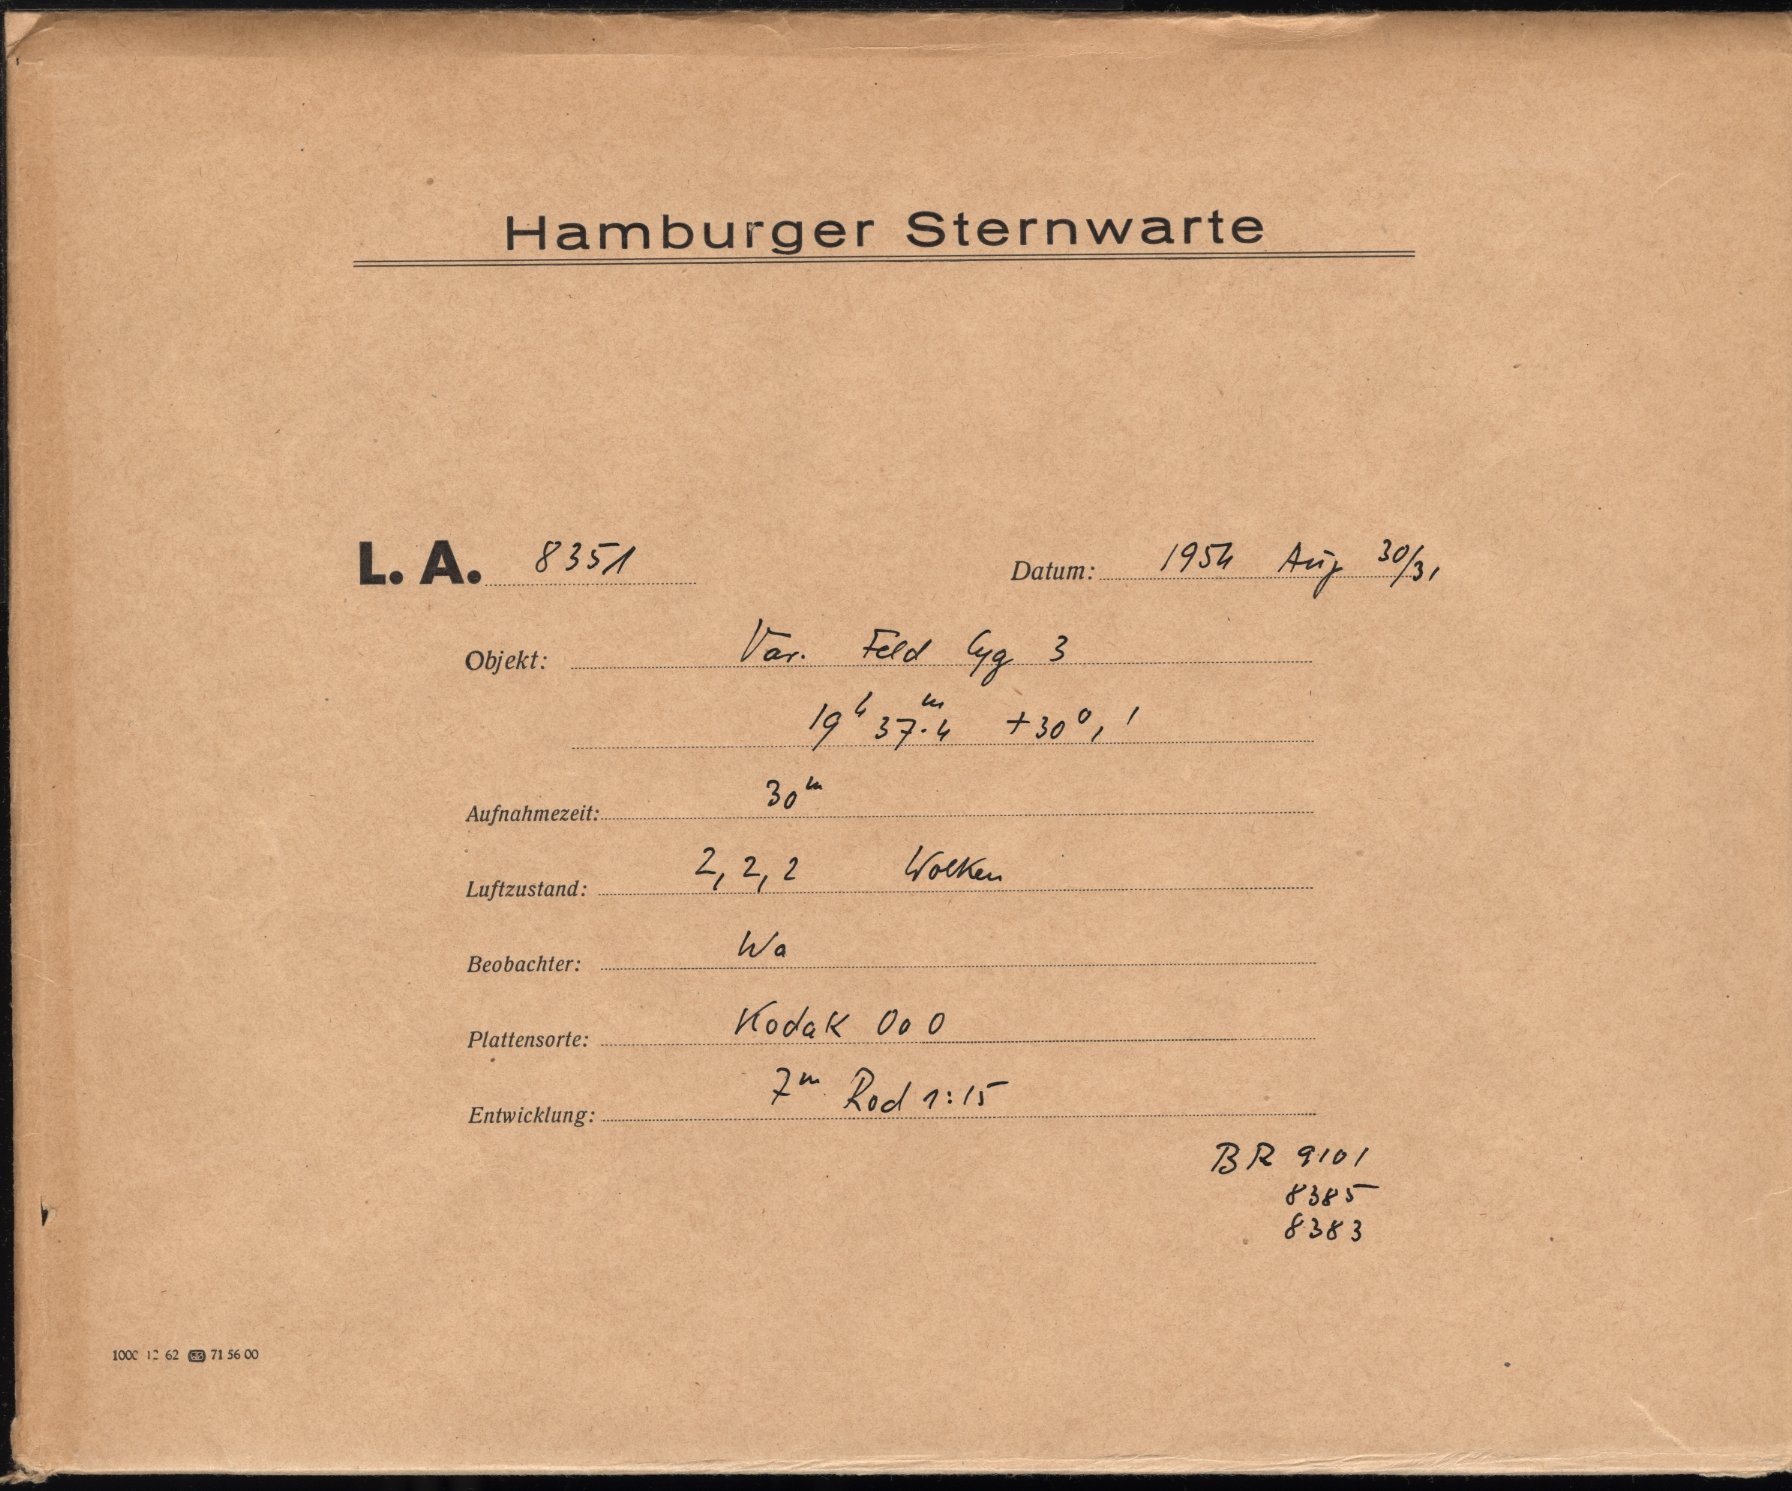 Hamburger Sternwarte
L. A. 8351 Datum: 1954 Aug 30/31
Objekt: Var. Feld Cyg 3
19ʰ 37ᵐ.4 +30°,1
Aufnahmezeit: 30ᵐ
Luftzustand: 2, 2, 2 Wolken
Beobachter: Wa
Plattensorte: Kodak OaO
Entwicklung: 7ᵐ Rod 1:15
BR 9101
8385
8383
1000 12 62 71 56 00